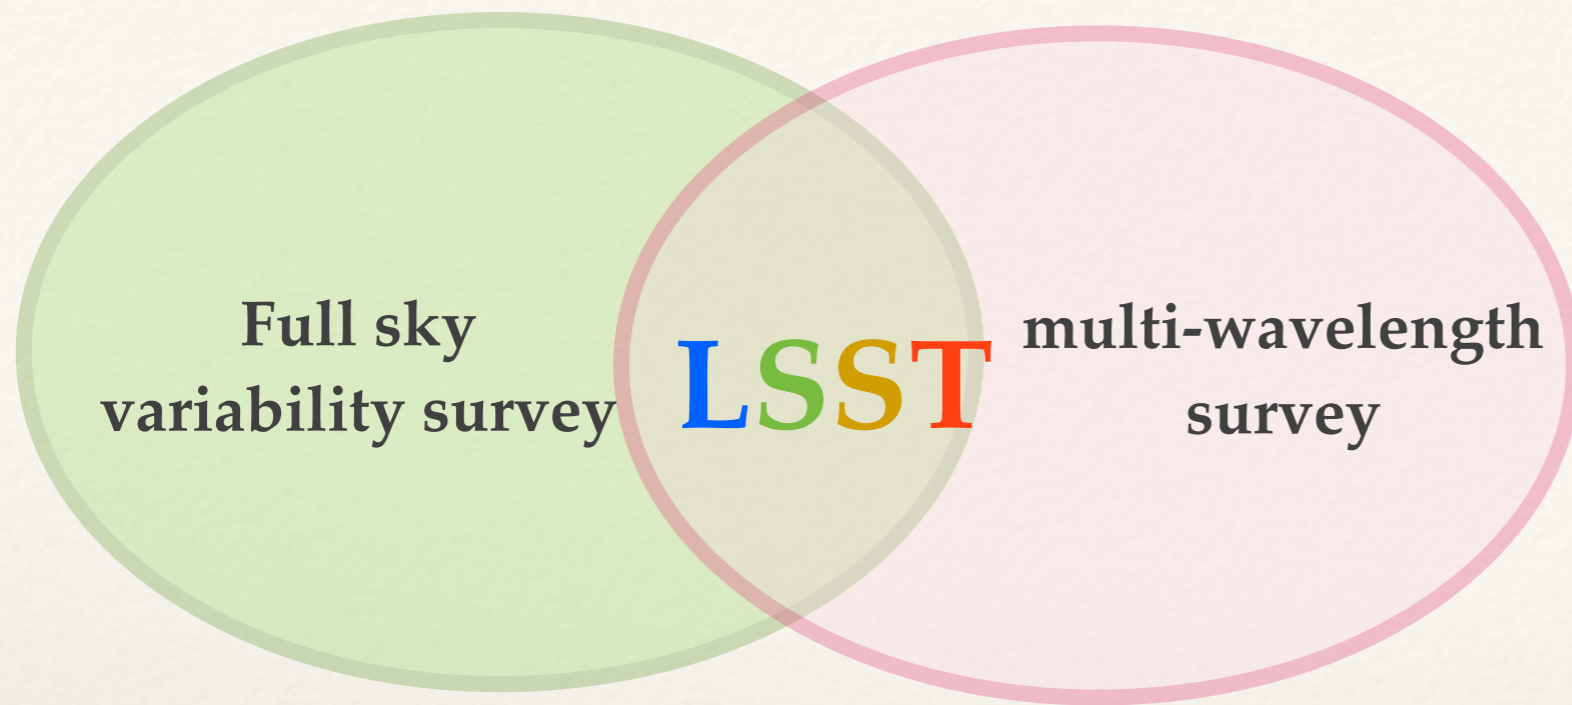 Full sky
variability survey
LSST
multi-wavelength
survey